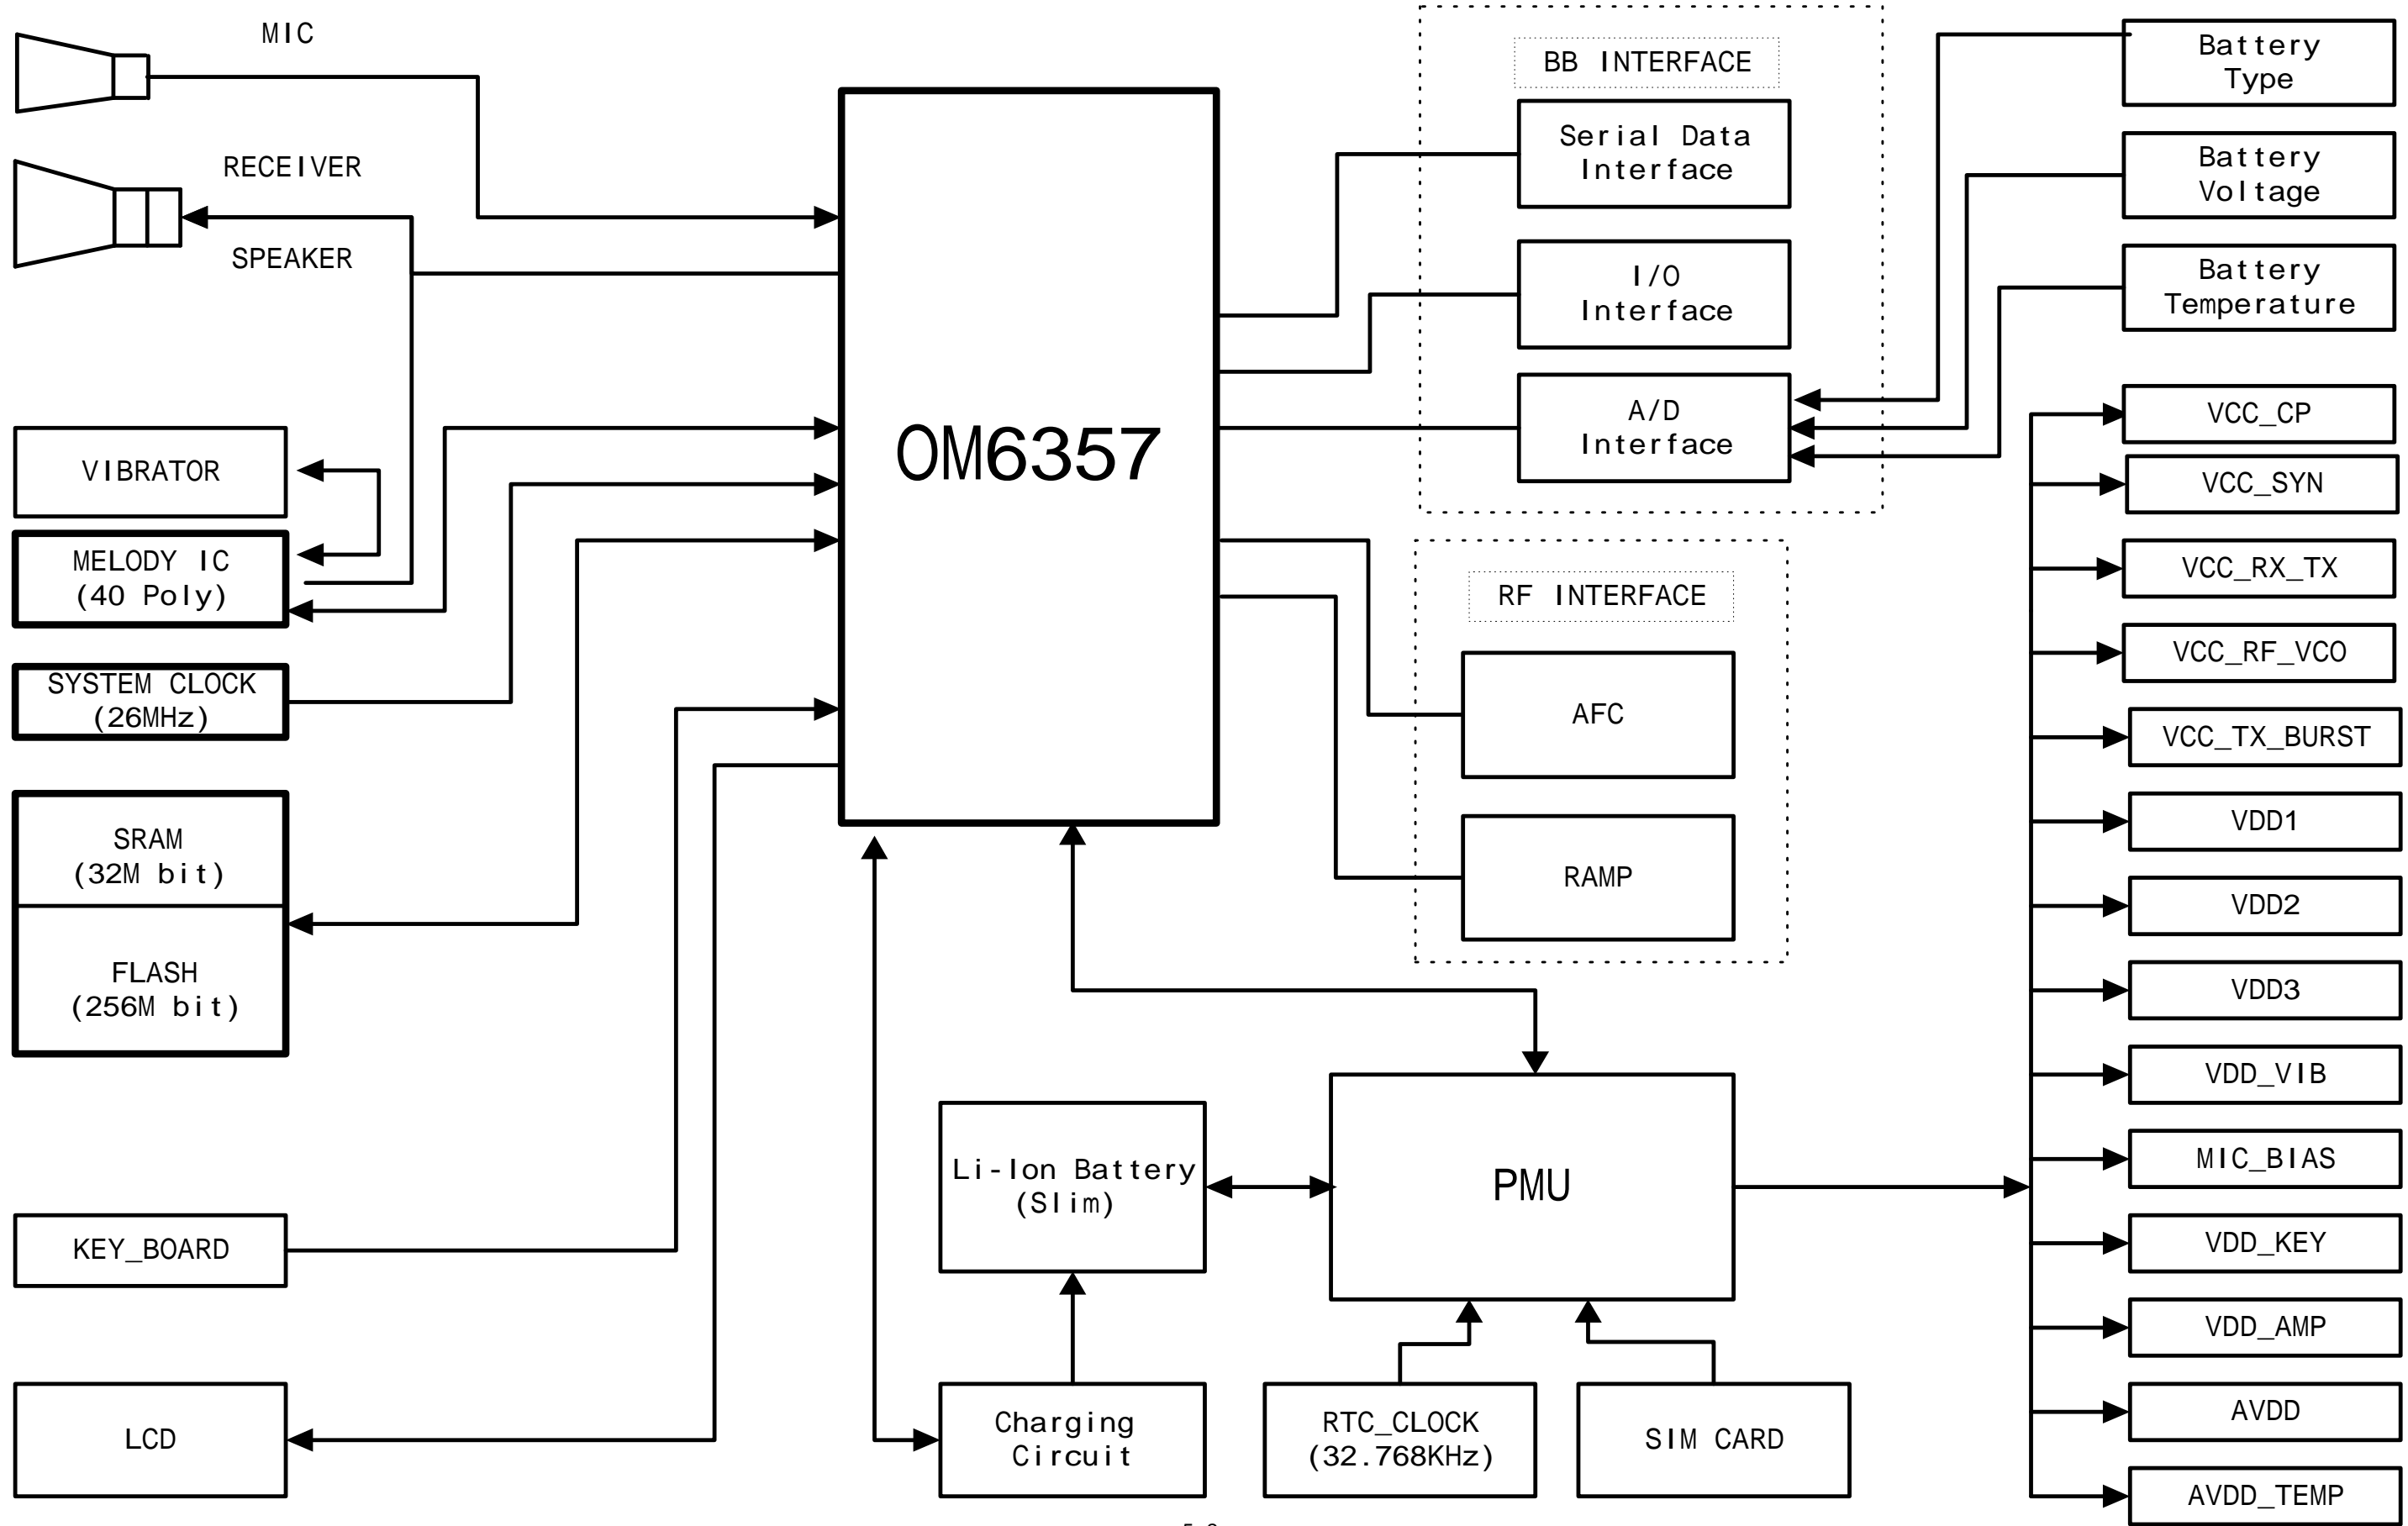 MIC
RECEIVER
SPEAKER
VIBRATOR
MELODY IC
(40 Poly)
SYSTEM CLOCK
(26MHz)
SRAM
(32M bit)
FLASH
(256M bit)
KEY_BOARD
LCD
OM6357
BB INTERFACE
Serial Data
Interface
I/O
Interface
A/D
Interface
RF INTERFACE
AFC
RAMP
Li-Ion Battery
(Slim)
PMU
Charging
Circuit
RTC_CLOCK
(32.768KHz)
SIM CARD
Battery
Type
Battery
Voltage
Battery
Temperature
VCC_CP
VCC_SYN
VCC_RX_TX
VCC_RF_VCO
VCC_TX_BURST
VDD1
VDD2
VDD3
VDD_VIB
MIC_BIAS
VDD_KEY
VDD_AMP
AVDD
AVDD_TEMP